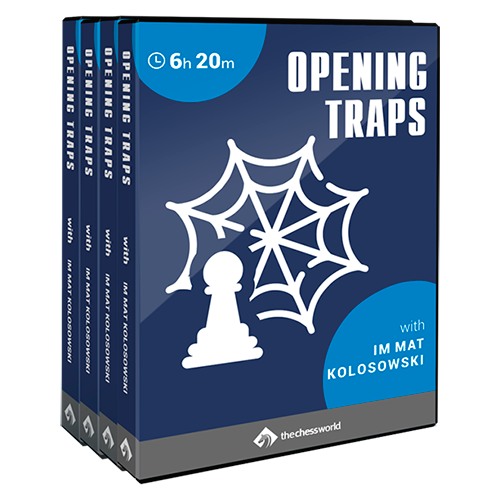 OPENING TRAPS with IM MAT KOLOSOWSKI
OPENING TRAPS with IM MAT KOLOSOWSKI
OPENING TRAPS with IM MAT KOLOSOWSKI
OPENING TRAPS with IM MAT KOLOSOWSKI
6h 20m
OPENING
TRAPS
with
IM MAT
KOLOSOWSKI
thechessworld